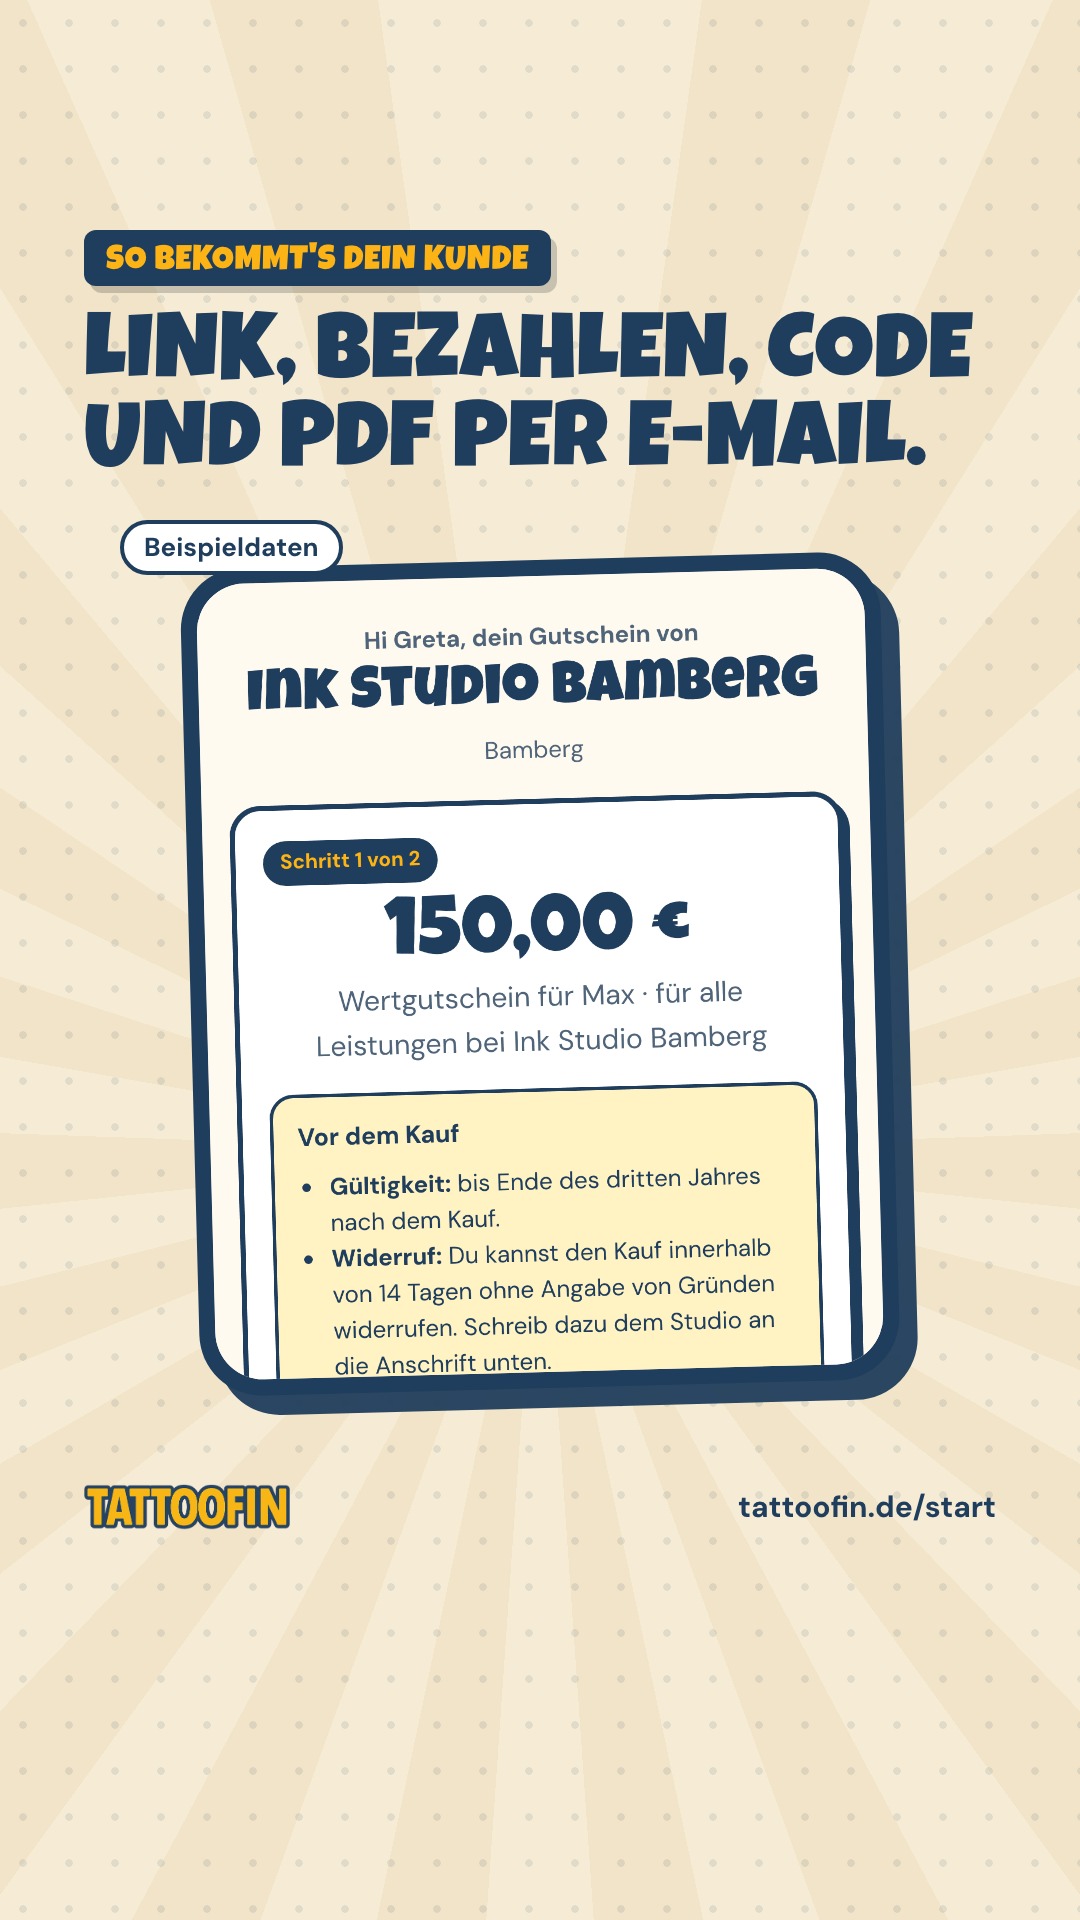 SO BEKOMMT'S DEIN KUNDE
LINK, BEZAHLEN, CODE
UND PDF PER E-MAIL.
Beispieldaten
Hi Greta, dein Gutschein von
Ink Studio Bamberg
Bamberg
Schritt 1 von 2
150,00 €
Wertgutschein für Max · für alle
Leistungen bei Ink Studio Bamberg
Vor dem Kauf
• Gültigkeit: bis Ende des dritten Jahres
nach dem Kauf.
• Widerruf: Du kannst den Kauf innerhalb
von 14 Tagen ohne Angabe von Gründen
widerrufen. Schreib dazu dem Studio an
die Anschrift unten.
TATTOOFIN
tattoofin.de/start